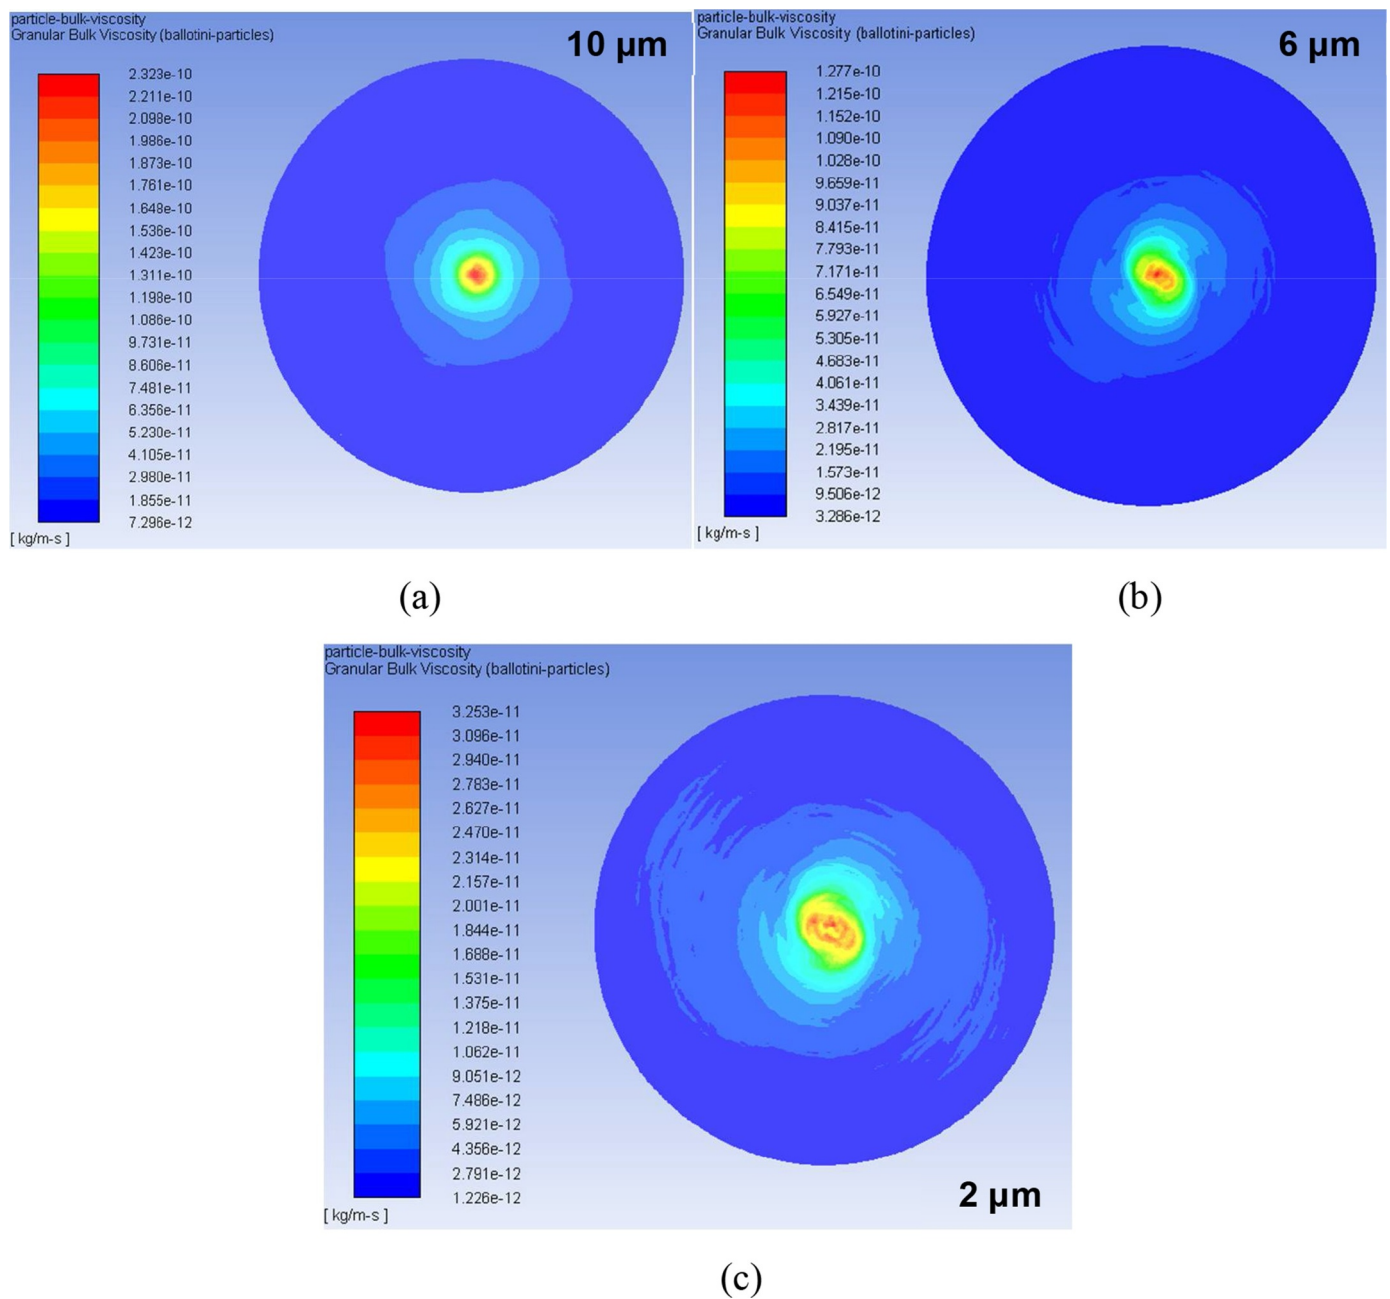 particle-bulk-viscosity
Granular Bulk Viscosity (ballotini-particles)
10 µm
2.323e-10
2.211e-10
2.098e-10
1.986e-10
1.873e-10
1.761e-10
1.648e-10
1.536e-10
1.423e-10
1.311e-10
1.198e-10
1.086e-10
9.731e-11
8.606e-11
7.481e-11
6.356e-11
5.230e-11
4.105e-11
2.980e-11
1.855e-11
7.296e-12
[ kg/m-s ]
(a)
particle-bulk-viscosity
Granular Bulk Viscosity (ballotini-particles)
6 µm
1.277e-10
1.215e-10
1.152e-10
1.090e-10
1.028e-10
9.659e-11
9.037e-11
8.415e-11
7.793e-11
7.171e-11
6.549e-11
5.927e-11
5.305e-11
4.683e-11
4.061e-11
3.439e-11
2.817e-11
2.195e-11
1.573e-11
9.506e-12
3.286e-12
[ kg/m-s ]
(b)
particle-bulk-viscosity
Granular Bulk Viscosity (ballotini-particles)
3.253e-11
3.096e-11
2.940e-11
2.783e-11
2.627e-11
2.470e-11
2.314e-11
2.157e-11
2.001e-11
1.844e-11
1.688e-11
1.531e-11
1.375e-11
1.218e-11
1.062e-11
9.051e-12
7.486e-12
5.921e-12
4.356e-12
2.791e-12
1.226e-12
[ kg/m-s ]
2 µm
(c)